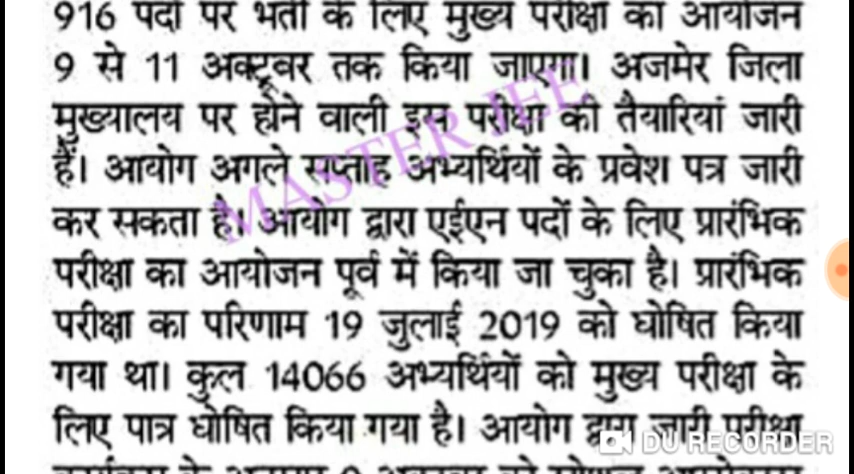 916 पदों पर भर्ती के लिए मुख्य परीक्षा का आयोजन
9 से 11 अक्टूबर तक किया जाएगा। अजमेर जिला
मुख्यालय पर होने वाली इस परीक्षा की तैयारियां जारी
हैं। आयोग अगले सप्ताह अभ्यर्थियों के प्रवेश पत्र जारी
कर सकता है। आयोग द्वारा एईएन पदों के लिए प्रारंभिक
परीक्षा का आयोजन पूर्व में किया जा चुका है। प्रारंभिक
परीक्षा का परिणाम 19 जुलाई 2019 को घोषित किया
गया था। कुल 14066 अभ्यर्थियों को मुख्य परीक्षा के
लिए पात्र घोषित किया गया है। आयोग द्वारा जारी परीक्षा
MASTER JEE
DU RECORDER